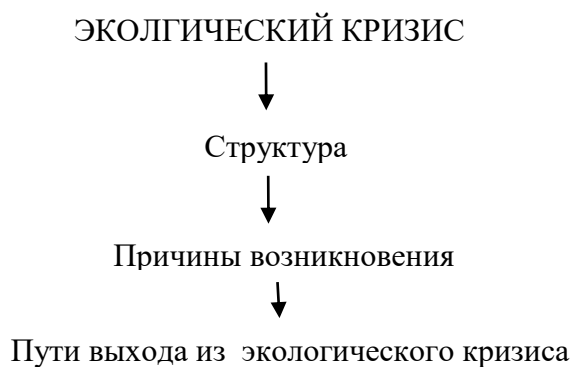 ЭКОЛГИЧЕСКИЙ КРИЗИС
Структура
Причины возникновения
Пути выхода из экологического кризиса